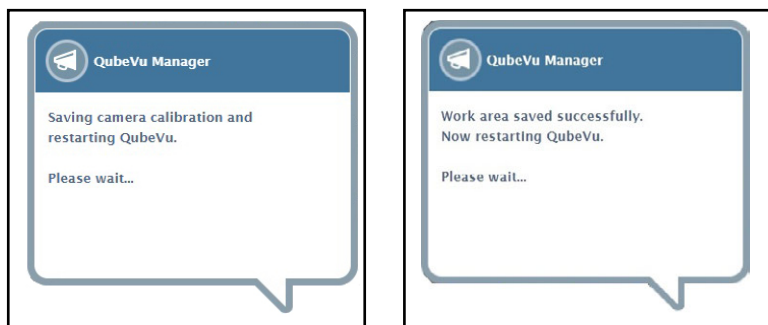 QubeVu Manager
Saving camera calibration and
restarting QubeVu.
Please wait...
QubeVu Manager
Work area saved successfully.
Now restarting QubeVu.
Please wait...